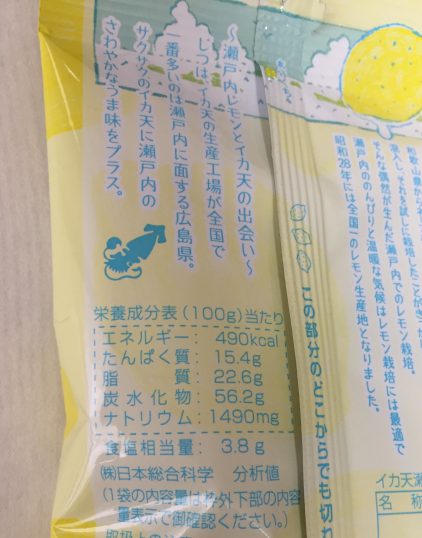 ～瀬戸内レモンとイカ天の出会い～
じつは、イカ天の生産工場が全国で
一番多いのは瀬戸内に面する広島県。
サクサクのイカ天に瀬戸内の
さわやかなうま味をプラス。
栄養成分表(100g)当たり
エネルギー: 490kcal
たんぱく質: 15.4g
脂 質: 22.6g
炭水化物: 56.2g
ナトリウム: 1490mg
食塩相当量: 3.8g
㈱日本総合科学 分析値
(1袋の内容量は枠外下部の内容
量表示で御確認ください。)
この部分のどこからでも切れ
そんな偶然が生んだ瀬戸内でのレモン栽培。
瀬戸内ののんびりと温暖な気候はレモン栽培には最適で
昭和28年には全国一のレモン生産地となりました。
イカ天瀬
名 称